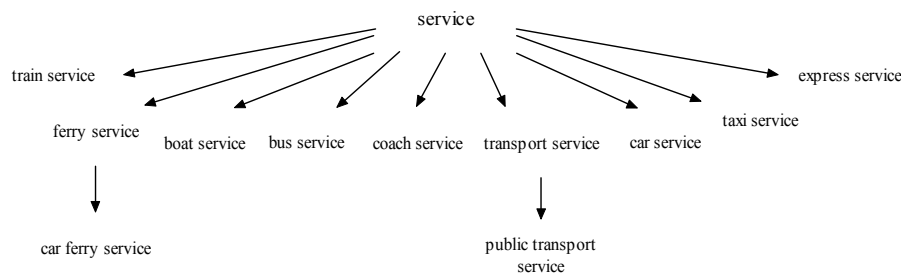 service
train service
express service
taxi service
ferry service
boat service
bus service
coach service
transport service
car service
car ferry service
public transport
service